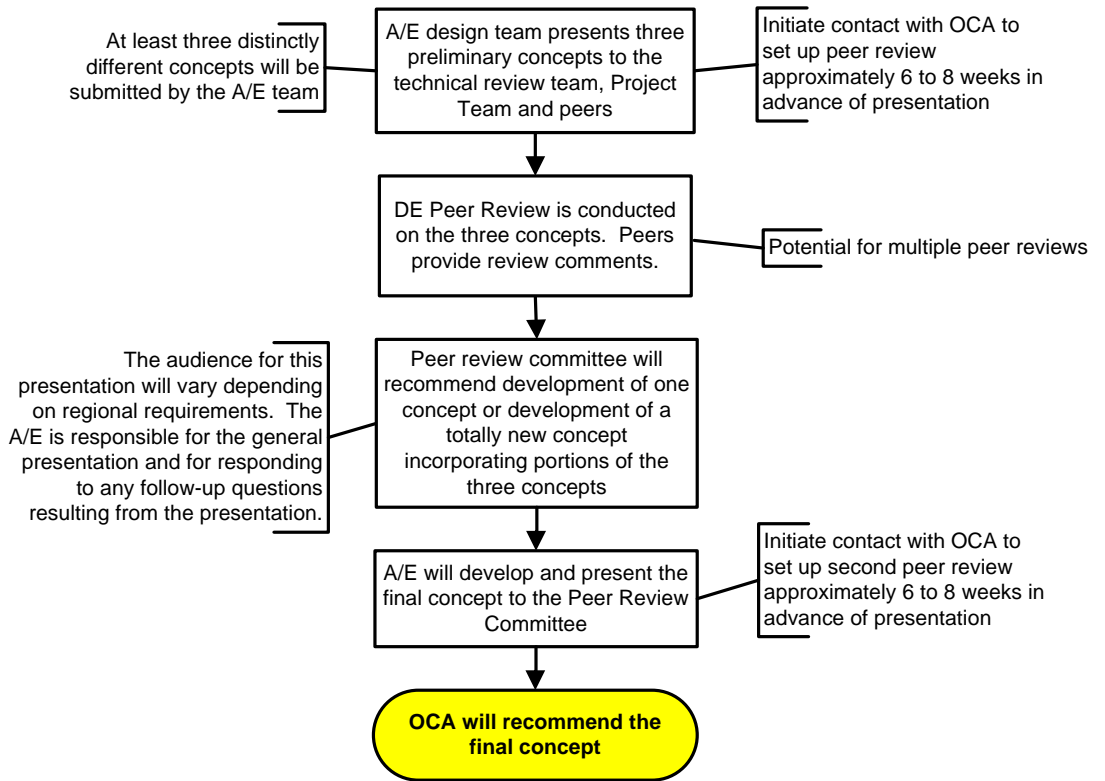 At least three distinctly
different concepts will be
submitted by the A/E team
A/E design team presents three
preliminary concepts to the
technical review team, Project
Team and peers
Initiate contact with OCA to
set up peer review
approximately 6 to 8 weeks in
advance of presentation
DE Peer Review is conducted
on the three concepts.  Peers
provide review comments.
Potential for multiple peer reviews
The audience for this
presentation will vary depending
on regional requirements.  The
A/E is responsible for the general
presentation and for responding
to any follow-up questions
resulting from the presentation.
Peer review committee will
recommend development of one
concept or development of a
totally new concept
incorporating portions of the
three concepts
A/E will develop and present the
final concept to the Peer Review
Committee
Initiate contact with OCA to
set up second peer review
approximately 6 to 8 weeks in
advance of presentation
OCA will recommend the
final concept